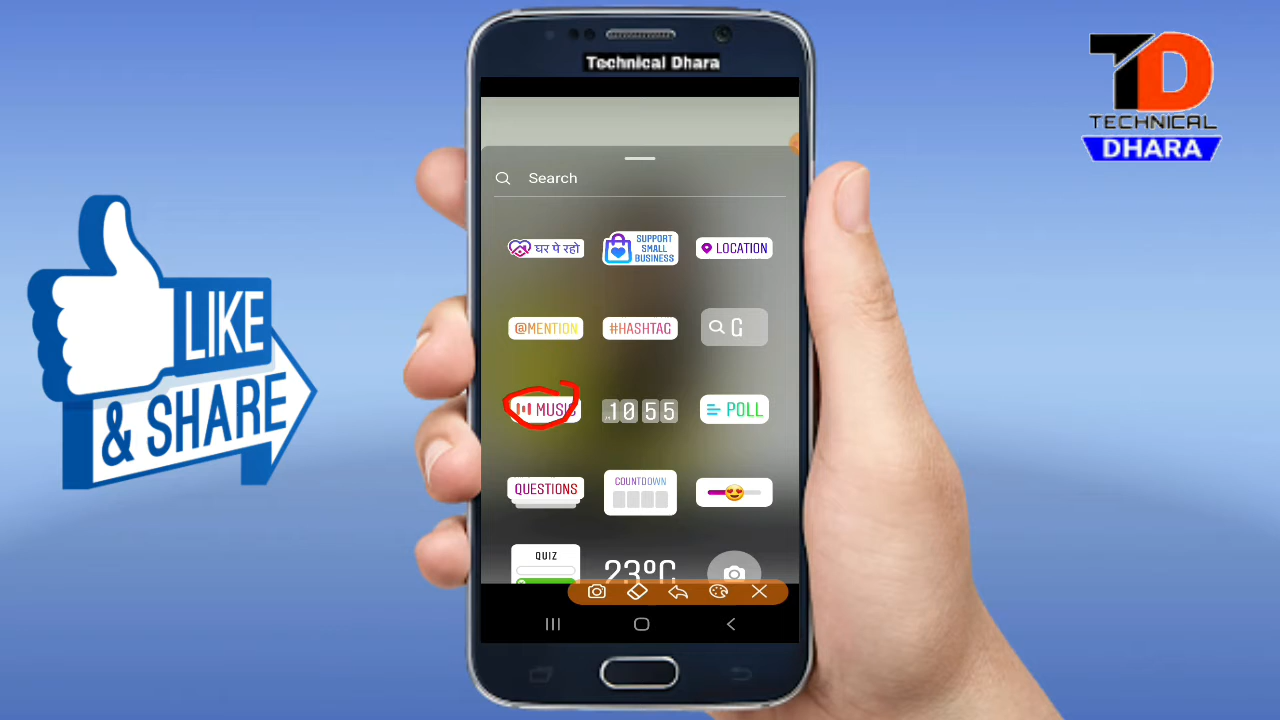 Technical Dhara
TD
TECHNICAL
DHARA
Search
घर पे रहो
SUPPORT
SMALL
BUSINESS
LOCATION
@MENTION
#HASHTAG
G
MUSIC
10 55
POLL
QUESTIONS
COUNTDOWN
QUIZ
23°C
LIKE
& SHARE